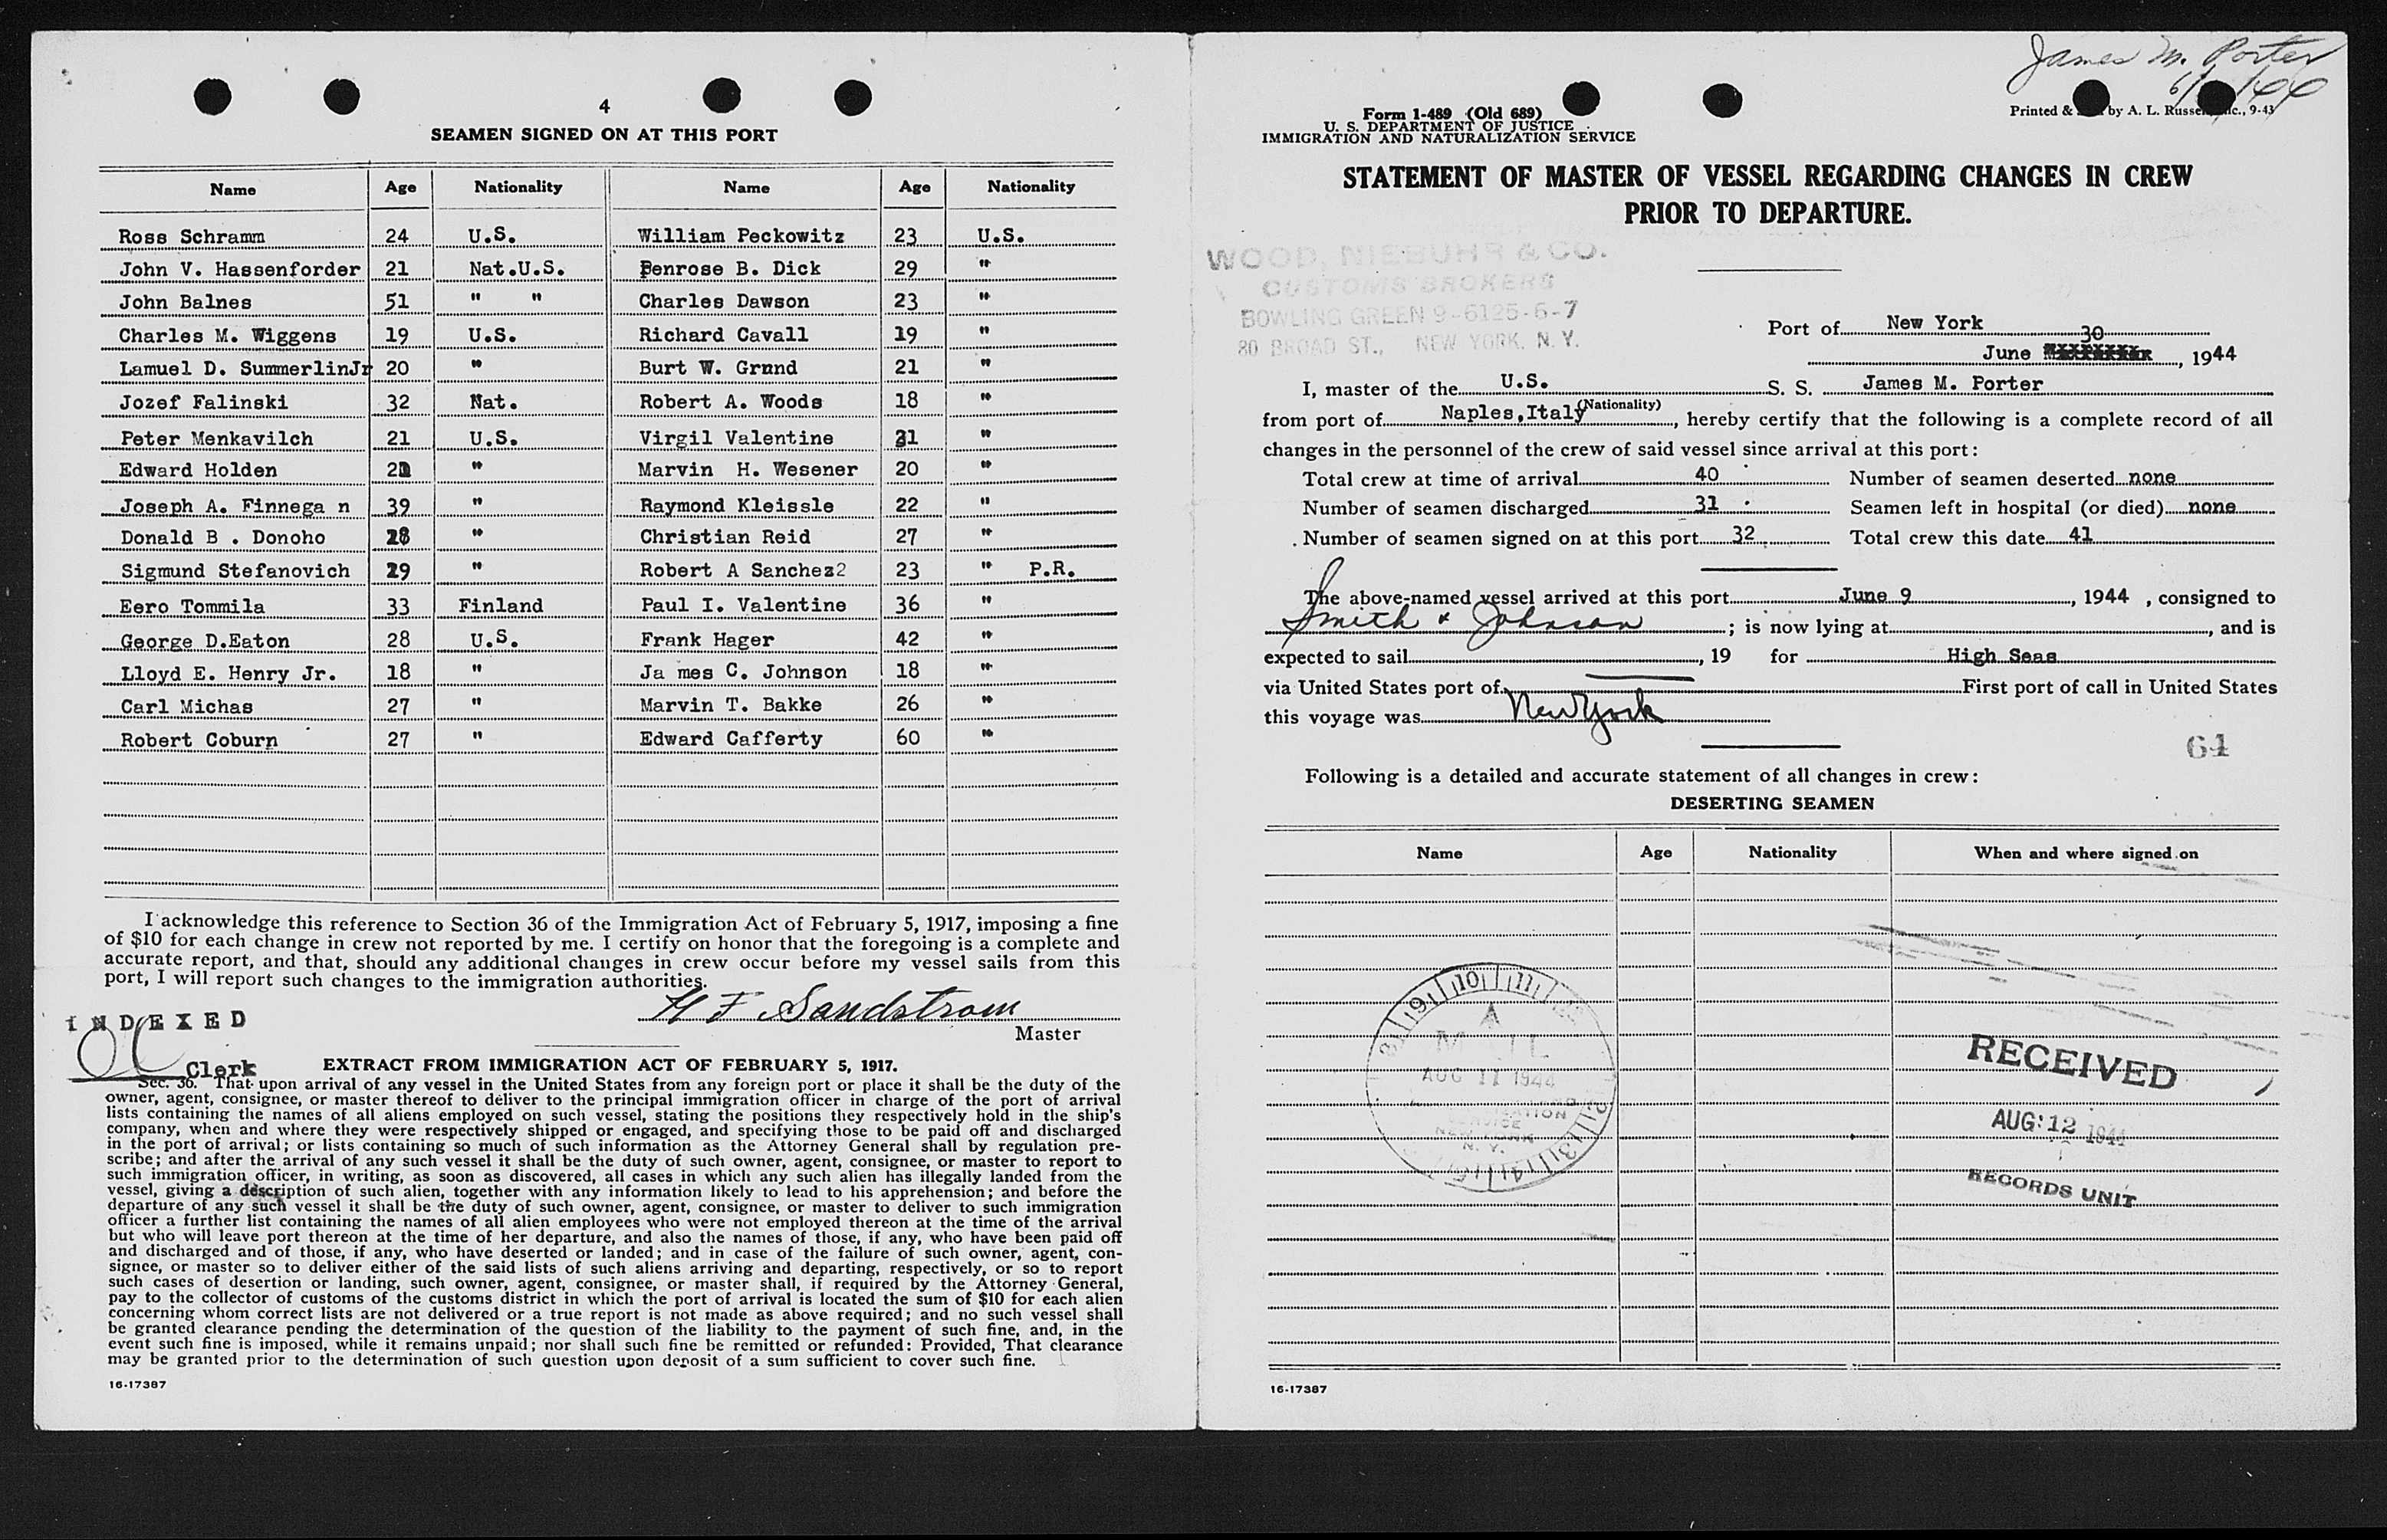 4
SEAMEN SIGNED ON AT THIS PORT
Name Age Nationality Name Age Nationality
Ross Schramm 24 U.S. William Peckowitz 23 U.S.
John V. Hassenforder 21 Nat.U.S. Penrose B. Dick 29 "
John Balnes 51 " " Charles Dawson 23 "
Charles M. Wiggens 19 U.S. Richard Cavall 19 "
Lamuel D. SummerlinJr 20 " Burt W. Grund 21 "
Jozef Falinski 32 Nat. Robert A. Woods 18 "
Peter Menkavilch 21 U.S. Virgil Valentine 21 "
Edward Holden " Marvin H. Wesener 20 "
Joseph A. Finnega n 39 " Raymond Kleissle 22 "
Donald B . Donoho 28 " Christian Reid 27 "
Sigmund Stefanovich 29 " Robert A Sanchez2 23 " P.R.
Eero Tommila 33 Finland Paul I. Valentine 36 "
George D.Eaton 28 U.S. Frank Hager 42 "
Lloyd E. Henry Jr. 18 " Ja mes C. Johnson 18 "
Carl Michas 27 " Marvin T. Bakke 26 "
Robert Coburn 27 " Edward Cafferty 60 "
I acknowledge this reference to Section 36 of the Immigration Act of February 5, 1917, imposing a fine
of $10 for each change in crew not reported by me. I certify on honor that the foregoing is a complete and
accurate report, and that, should any additional changes in crew occur before my vessel sails from this
port, I will report such changes to the immigration authorities.
H F Sandstrom
Master
INDEXED
Clerk
EXTRACT FROM IMMIGRATION ACT OF FEBRUARY 5, 1917.
Sec. 36. That upon arrival of any vessel in the United States from any foreign port or place it shall be the duty of the
owner, agent, consignee, or master thereof to deliver to the principal immigration officer in charge of the port of arrival
lists containing the names of all aliens employed on such vessel, stating the positions they respectively hold in the ship's
company, when and where they were respectively shipped or engaged, and specifying those to be paid off and discharged
in the port of arrival; or lists containing so much of such information as the Attorney General shall by regulation pre-
scribe; and after the arrival of any such vessel it shall be the duty of such owner, agent, consignee, or master to report to
such immigration officer, in writing, as soon as discovered, all cases in which any such alien has illegally landed from the
vessel, giving a description of such alien, together with any information likely to lead to his apprehension; and before the
departure of any such vessel it shall be the duty of such owner, agent, consignee, or master to deliver to such immigration
officer a further list containing the names of all alien employees who were not employed thereon at the time of the arrival
but who will leave port thereon at the time of her departure, and also the names of those, if any, who have been paid off
and discharged and of those, if any, who have deserted or landed; and in case of the failure of such owner, agent, con-
signee, or master so to deliver either of the said lists of such aliens arriving and departing, respectively, or so to report
such cases of desertion or landing, such owner, agent, consignee, or master shall, if required by the Attorney General,
pay to the collector of customs of the customs district in which the port of arrival is located the sum of $10 for each alien
concerning whom correct lists are not delivered or a true report is not made as above required; and no such vessel shall
be granted clearance pending the determination of the question of the liability to the payment of such fine, and, in the
event such fine is imposed, while it remains unpaid; nor shall such fine be remitted or refunded: Provided, That clearance
may be granted prior to the determination of such question upon deposit of a sum sufficient to cover such fine.
16-17387
James M. Porter
Form 1-489 (Old 689)
U. S. DEPARTMENT OF JUSTICE
IMMIGRATION AND NATURALIZATION SERVICE
Printed & by A. L. Russe nc., 9-43
STATEMENT OF MASTER OF VESSEL REGARDING CHANGES IN CREW
PRIOR TO DEPARTURE.
WOOD, NIEBUHR & CO.
CUSTOMS BROKERS
BOWLING GREEN 9-6125-6-7
80 BROAD ST., NEW YORK, N. Y.
Port of New York
June 30, 1944
I, master of the U.S. S. S. James M. Porter
(Nationality)
from port of Naples,Italy, hereby certify that the following is a complete record of all
changes in the personnel of the crew of said vessel since arrival at this port:
Total crew at time of arrival 40 Number of seamen deserted none
Number of seamen discharged 31 Seamen left in hospital (or died) none
Number of seamen signed on at this port 32 Total crew this date 41
The above-named vessel arrived at this port June 9, 1944, consigned to
Smith & Johnson; is now lying at, and is
expected to sail, 19 for High Seas
via United States port of First port of call in United States
this voyage was New York
64
Following is a detailed and accurate statement of all changes in crew:
DESERTING SEAMEN
Name Age Nationality When and where signed on
MAIL
AUG 11 1944
NEW YORK
N. Y.
RECEIVED
AUG 12 1944
RECORDS UNIT
16-17387